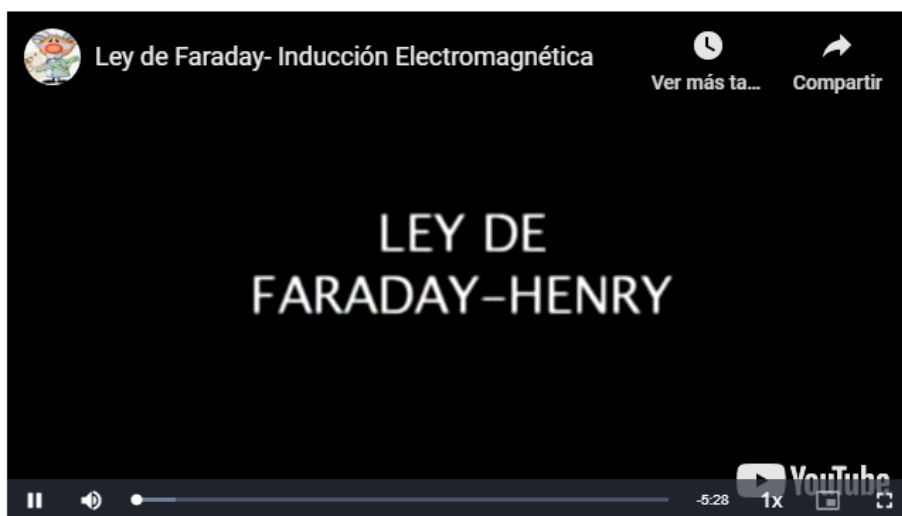 Ley de Faraday- Inducción Electromagnética
Ver más ta...
Compartir
LEY DE
FARADAY-HENRY
YouTube
-5:28
1x